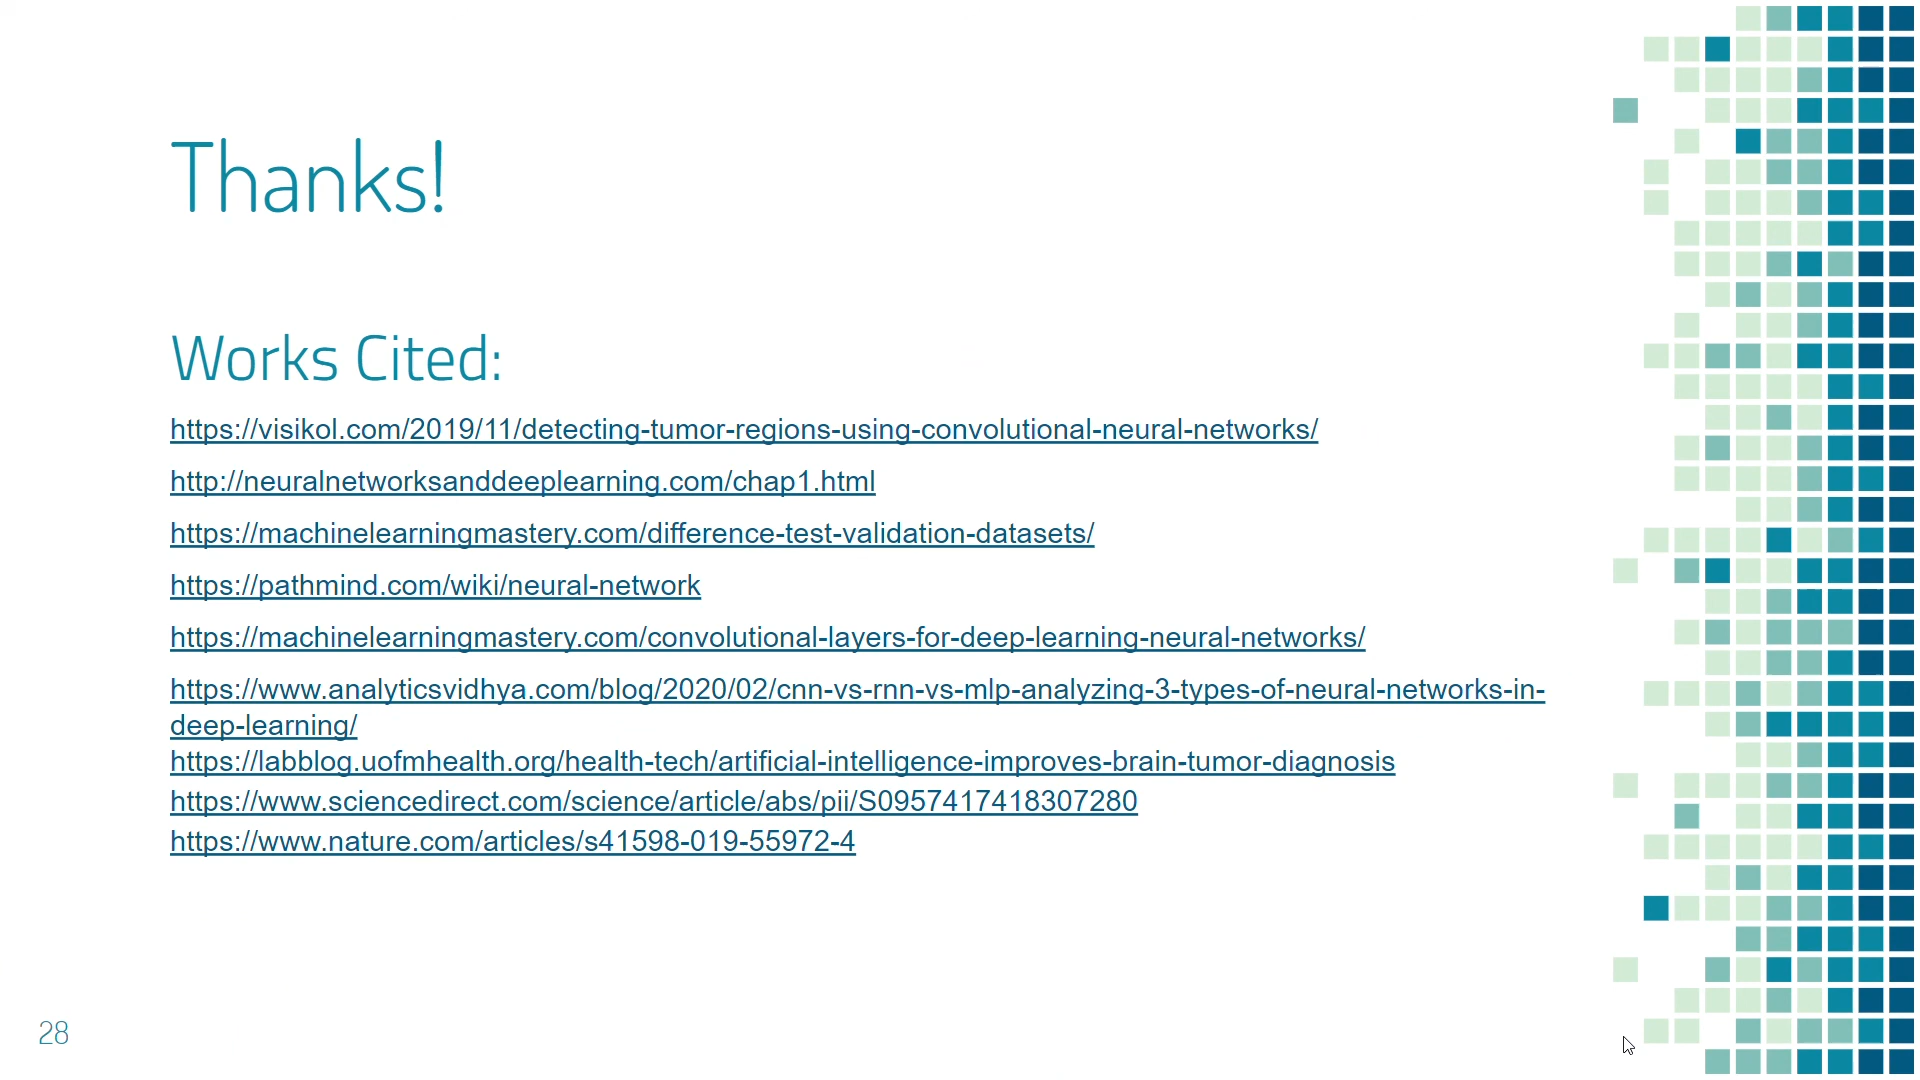 Thanks!
Works Cited:
https://visikol.com/2019/11/detecting-tumor-regions-using-convolutional-neural-networks/
http://neuralnetworksanddeeplearning.com/chap1.html
https://machinelearningmastery.com/difference-test-validation-datasets/
https://pathmind.com/wiki/neural-network
https://machinelearningmastery.com/convolutional-layers-for-deep-learning-neural-networks/
https://www.analyticsvidhya.com/blog/2020/02/cnn-vs-rnn-vs-mlp-analyzing-3-types-of-neural-networks-in-
deep-learning/
https://labblog.uofmhealth.org/health-tech/artificial-intelligence-improves-brain-tumor-diagnosis
https://www.sciencedirect.com/science/article/abs/pii/S0957417418307280
https://www.nature.com/articles/s41598-019-55972-4
28